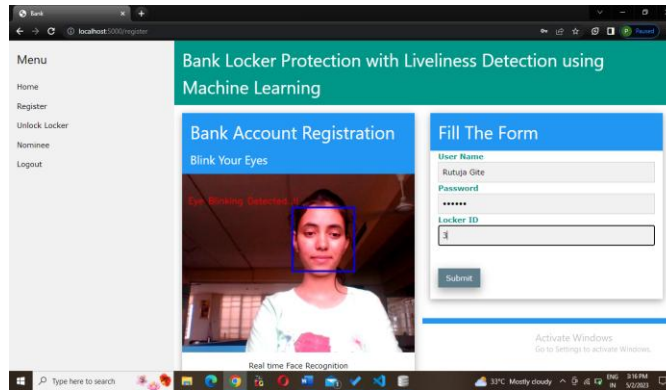 Bank
localhost:5000/register
Paused
Menu
Home
Register
Unlock Locker
Nominee
Logout
Bank Locker Protection with Liveliness Detection using
Machine Learning
Bank Account Registration
Blink Your Eyes
Eye Blinking Detected
Real time Face Recognition
Fill The Form
User Name
Rutuja Gite
Password
••••••
Locker ID
3
Submit
Activate Windows
Go to Settings to activate Windows.
Type here to search
33°C Mostly cloudy
ENG
IN
3:16 PM
5/2/2023